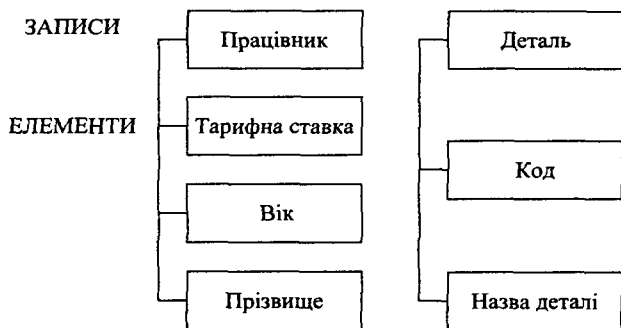 ЗАПИСИ
Працівник
Деталь
ЕЛЕМЕНТИ
Тарифна ставка
Код
Вік
Прізвище
Назва деталі